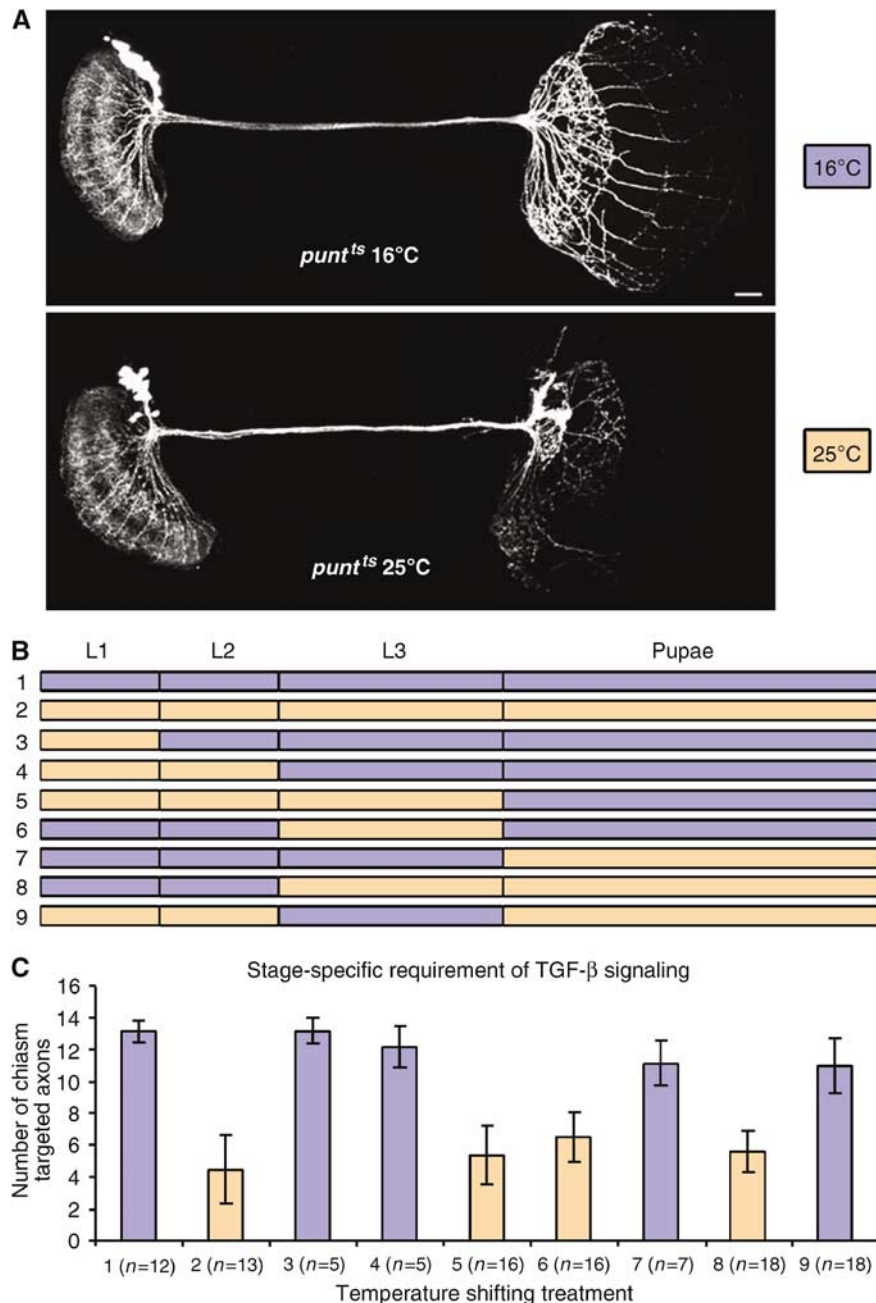 A
punt^ts 16°C
16°C
punt^ts 25°C
25°C
B
L1 L2 L3 Pupae
1
2
3
4
5
6
7
8
9
C
Stage-specific requirement of TGF-β signaling
Number of chiasm
targeted axons
16
14
12
10
8
6
4
2
0
1 (n=12) 2 (n=13) 3 (n=5) 4 (n=5) 5 (n=16) 6 (n=16) 7 (n=7) 8 (n=18) 9 (n=18)
Temperature shifting treatment